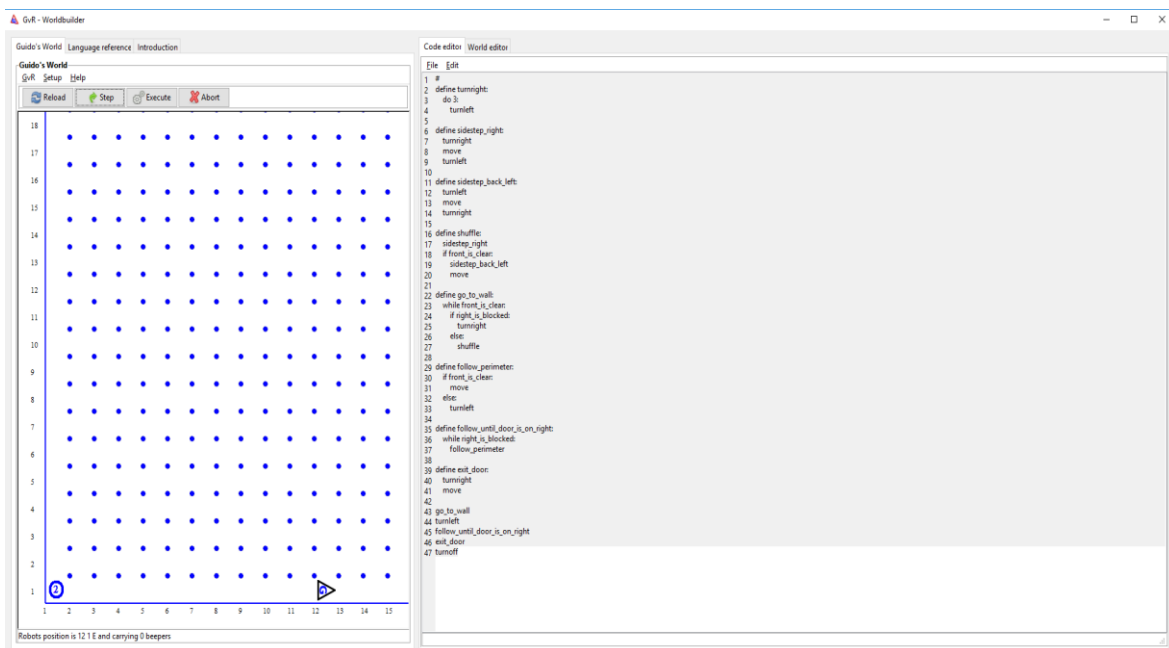 GvR - Worldbuilder
Guido's World Language reference Introduction
Guido's World
GvR Setup Help
Reload Step Execute Abort
18
17
16
15
14
13
12
11
10
9
8
7
6
5
4
3
2
1 2
1 2 3 4 5 6 7 8 9 10 11 12 13 14 15
Robots position is 12 1 E and carrying 0 beepers
Code editor World editor
File Edit
1 #
2 define turnright:
3 do 3:
4 turnleft
5
6 define sidestep_right:
7 turnright
8 move
9 turnleft
10
11 define sidestep_back_left:
12 turnleft
13 move
14 turnright
15
16 define shuffle:
17 sidestep_right
18 if front_is_clear:
19 sidestep_back_left
20 move
21
22 define go_to_wall:
23 while front_is_clear:
24 if right_is_blocked:
25 turnright
26 else:
27 shuffle
28
29 define follow_perimeter:
30 if front_is_clear:
31 move
32 else:
33 turnleft
34
35 define follow_until_door_is_on_right:
36 while right_is_blocked:
37 follow_perimeter
38
39 define exit_door:
40 turnright
41 move
42
43 go_to_wall
44 turnleft
45 follow_until_door_is_on_right
46 exit_door
47 turnoff